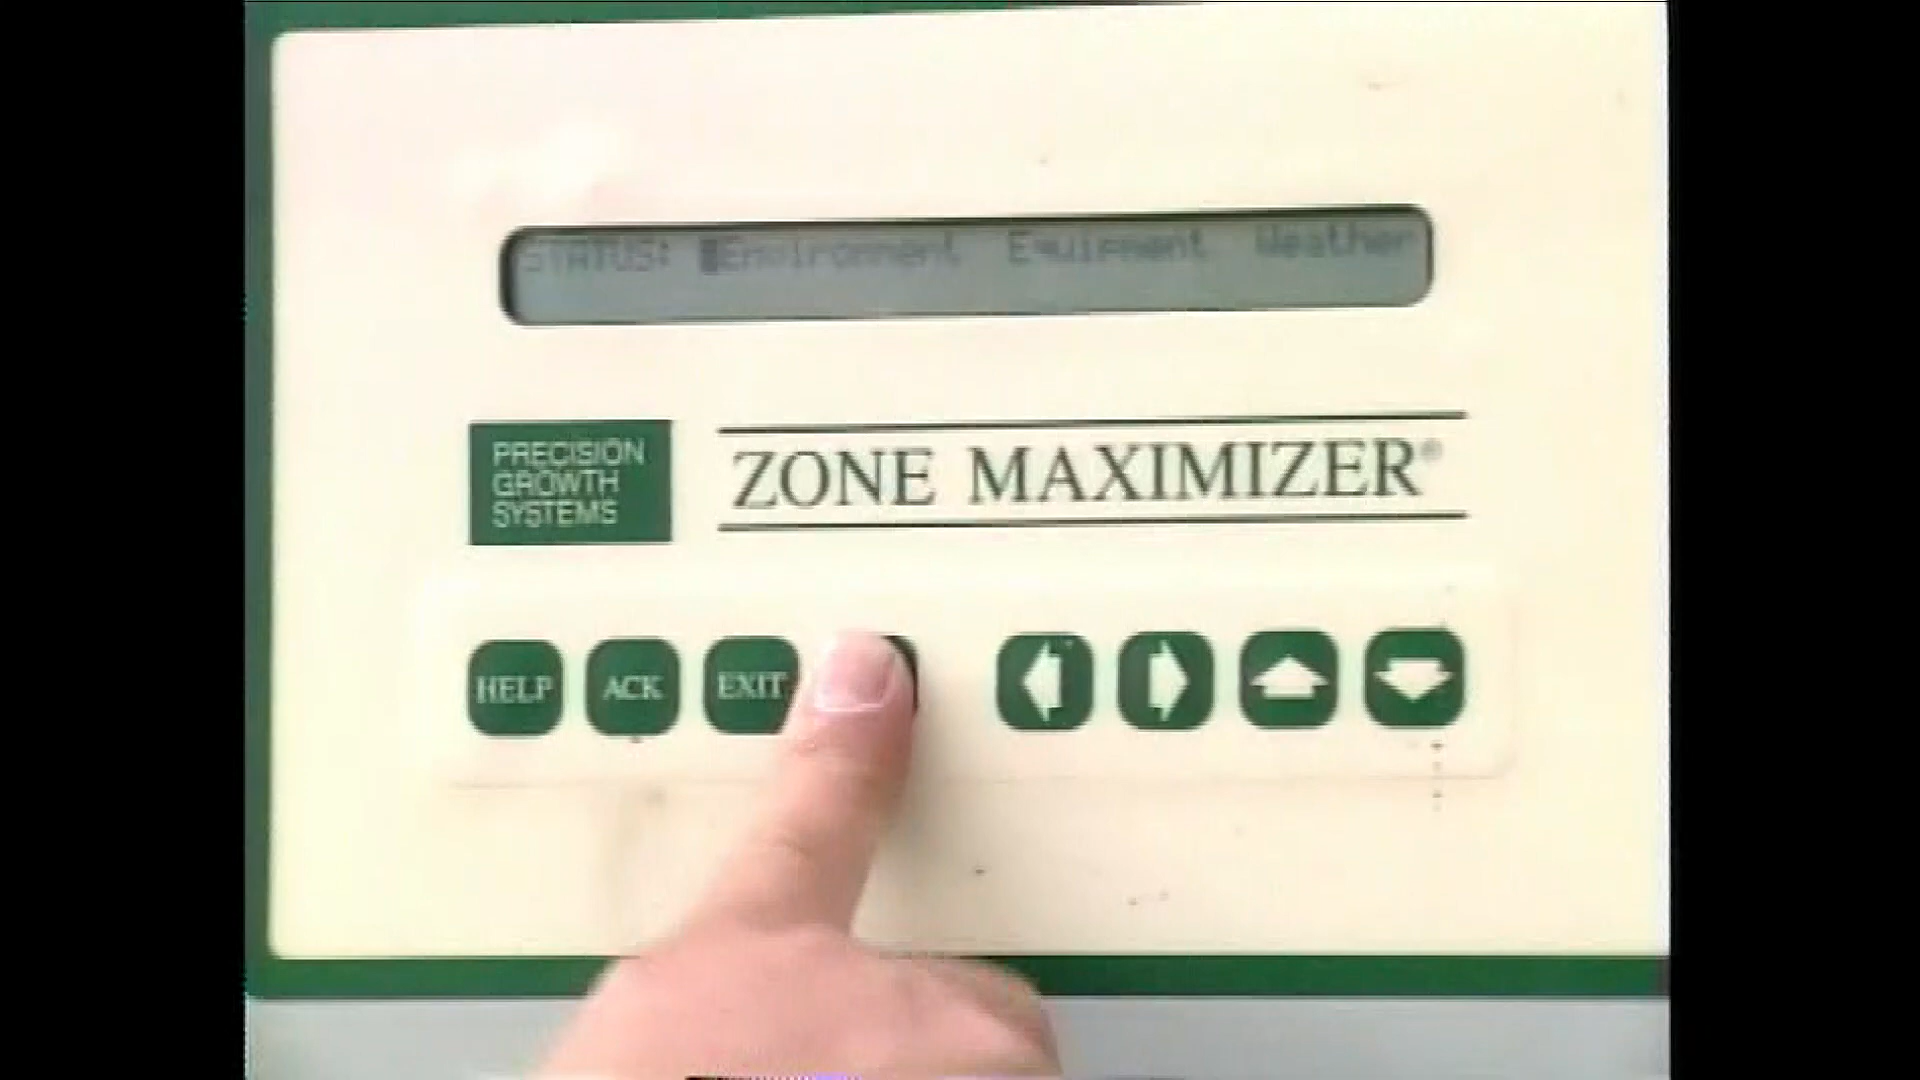 STATUS: Environment Equipment Weather
PRECISION
GROWTH
SYSTEMS
ZONE MAXIMIZER®
HELP ACK EXIT